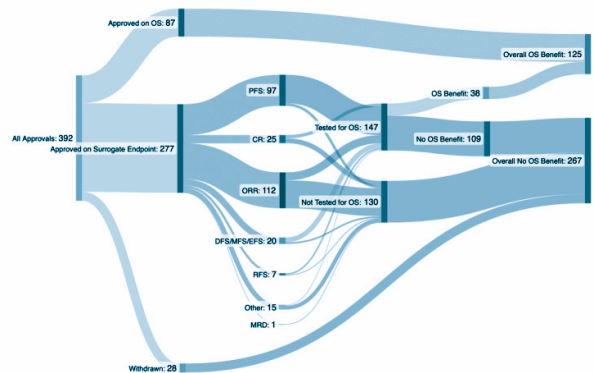 Approved on OS: 87
Overall OS Benefit: 125
PFS: 97
OS Benefit: 38
All Approvals: 392
Approved on Surrogate Endpoint: 277
CR: 25
Tested for OS: 147
No OS Benefit: 109
Overall No OS Benefit: 267
ORR: 112
Not Tested for OS: 130
DFS/MFS/EFS: 20
RFS: 7
Other: 15
MRD: 1
Withdrawn: 28